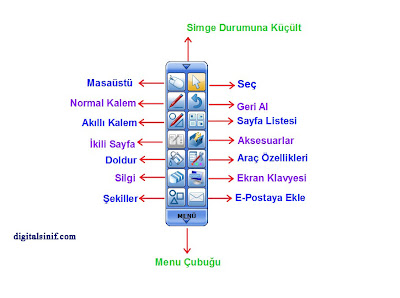 Simge Durumuna Küçült
Masaüstü
Seç
Normal Kalem
Geri Al
Akıllı Kalem
Sayfa Listesi
İkili Sayfa
Aksesuarlar
Doldur
Araç Özellikleri
Silgi
Ekran Klavyesi
Şekiller
E-Postaya Ekle
MENÜ
digitalsinif.com
Menu Çubuğu